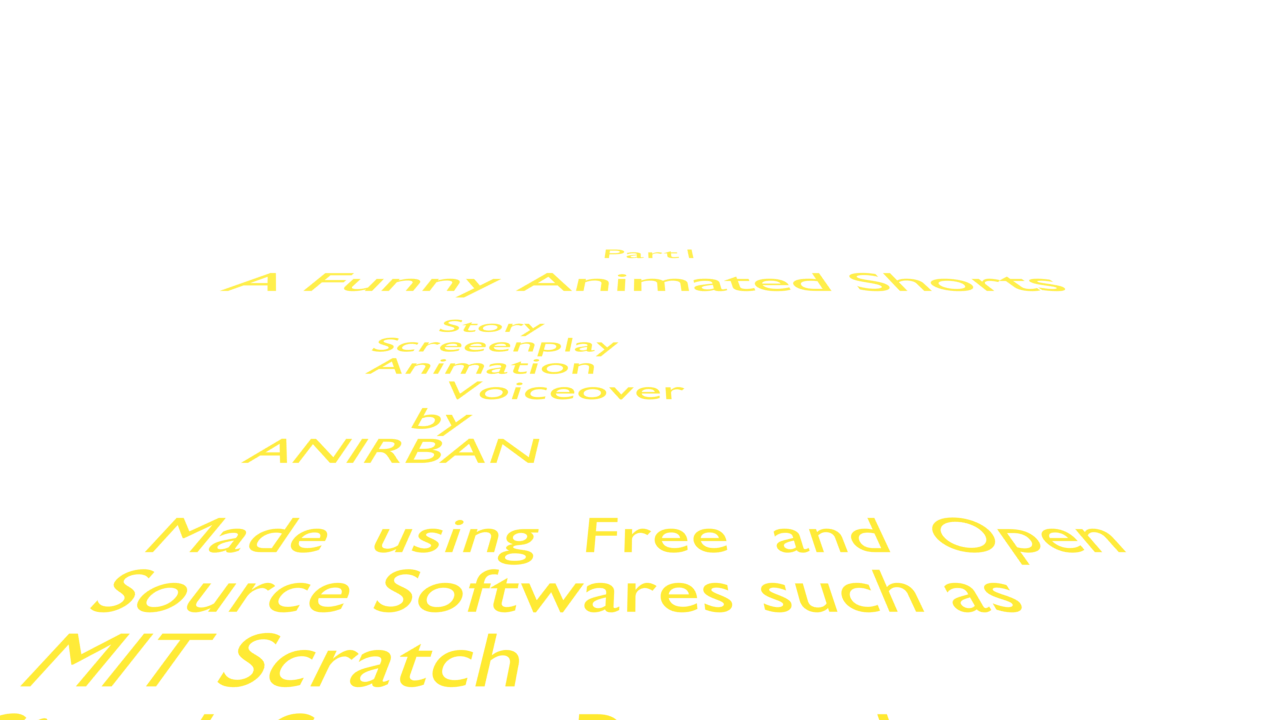 Part I
A Funny Animated Shorts
Story
Screeenplay
Animation
Voiceover
by
ANIRBAN
Made using Free and Open
Source Softwares such as
MIT Scratch